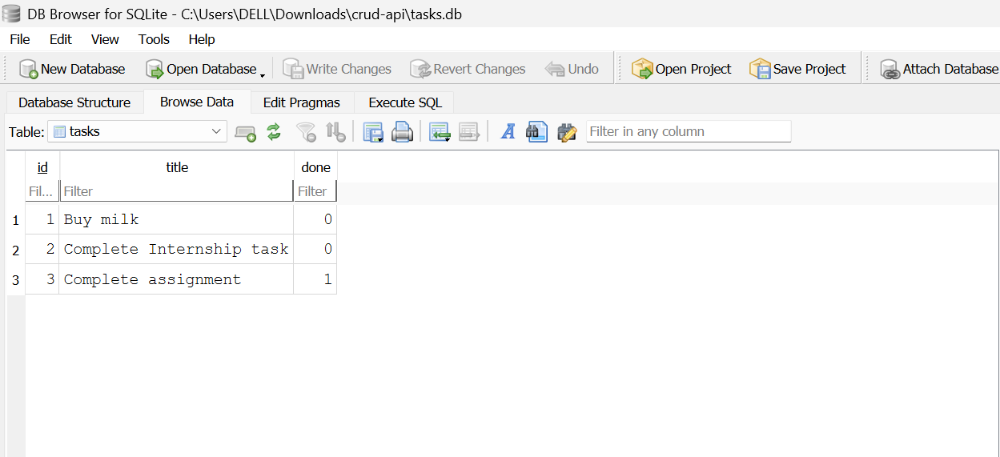 DB Browser for SQLite - C:\Users\DELL\Downloads\crud-api\tasks.db
File Edit View Tools Help
New Database Open Database Write Changes Revert Changes Undo Open Project Save Project Attach Database
Database Structure Browse Data Edit Pragmas Execute SQL
Table: tasks Filter in any column
id title done
Fil... Filter Filter
1 1 Buy milk 0
2 2 Complete Internship task 0
3 3 Complete assignment 1